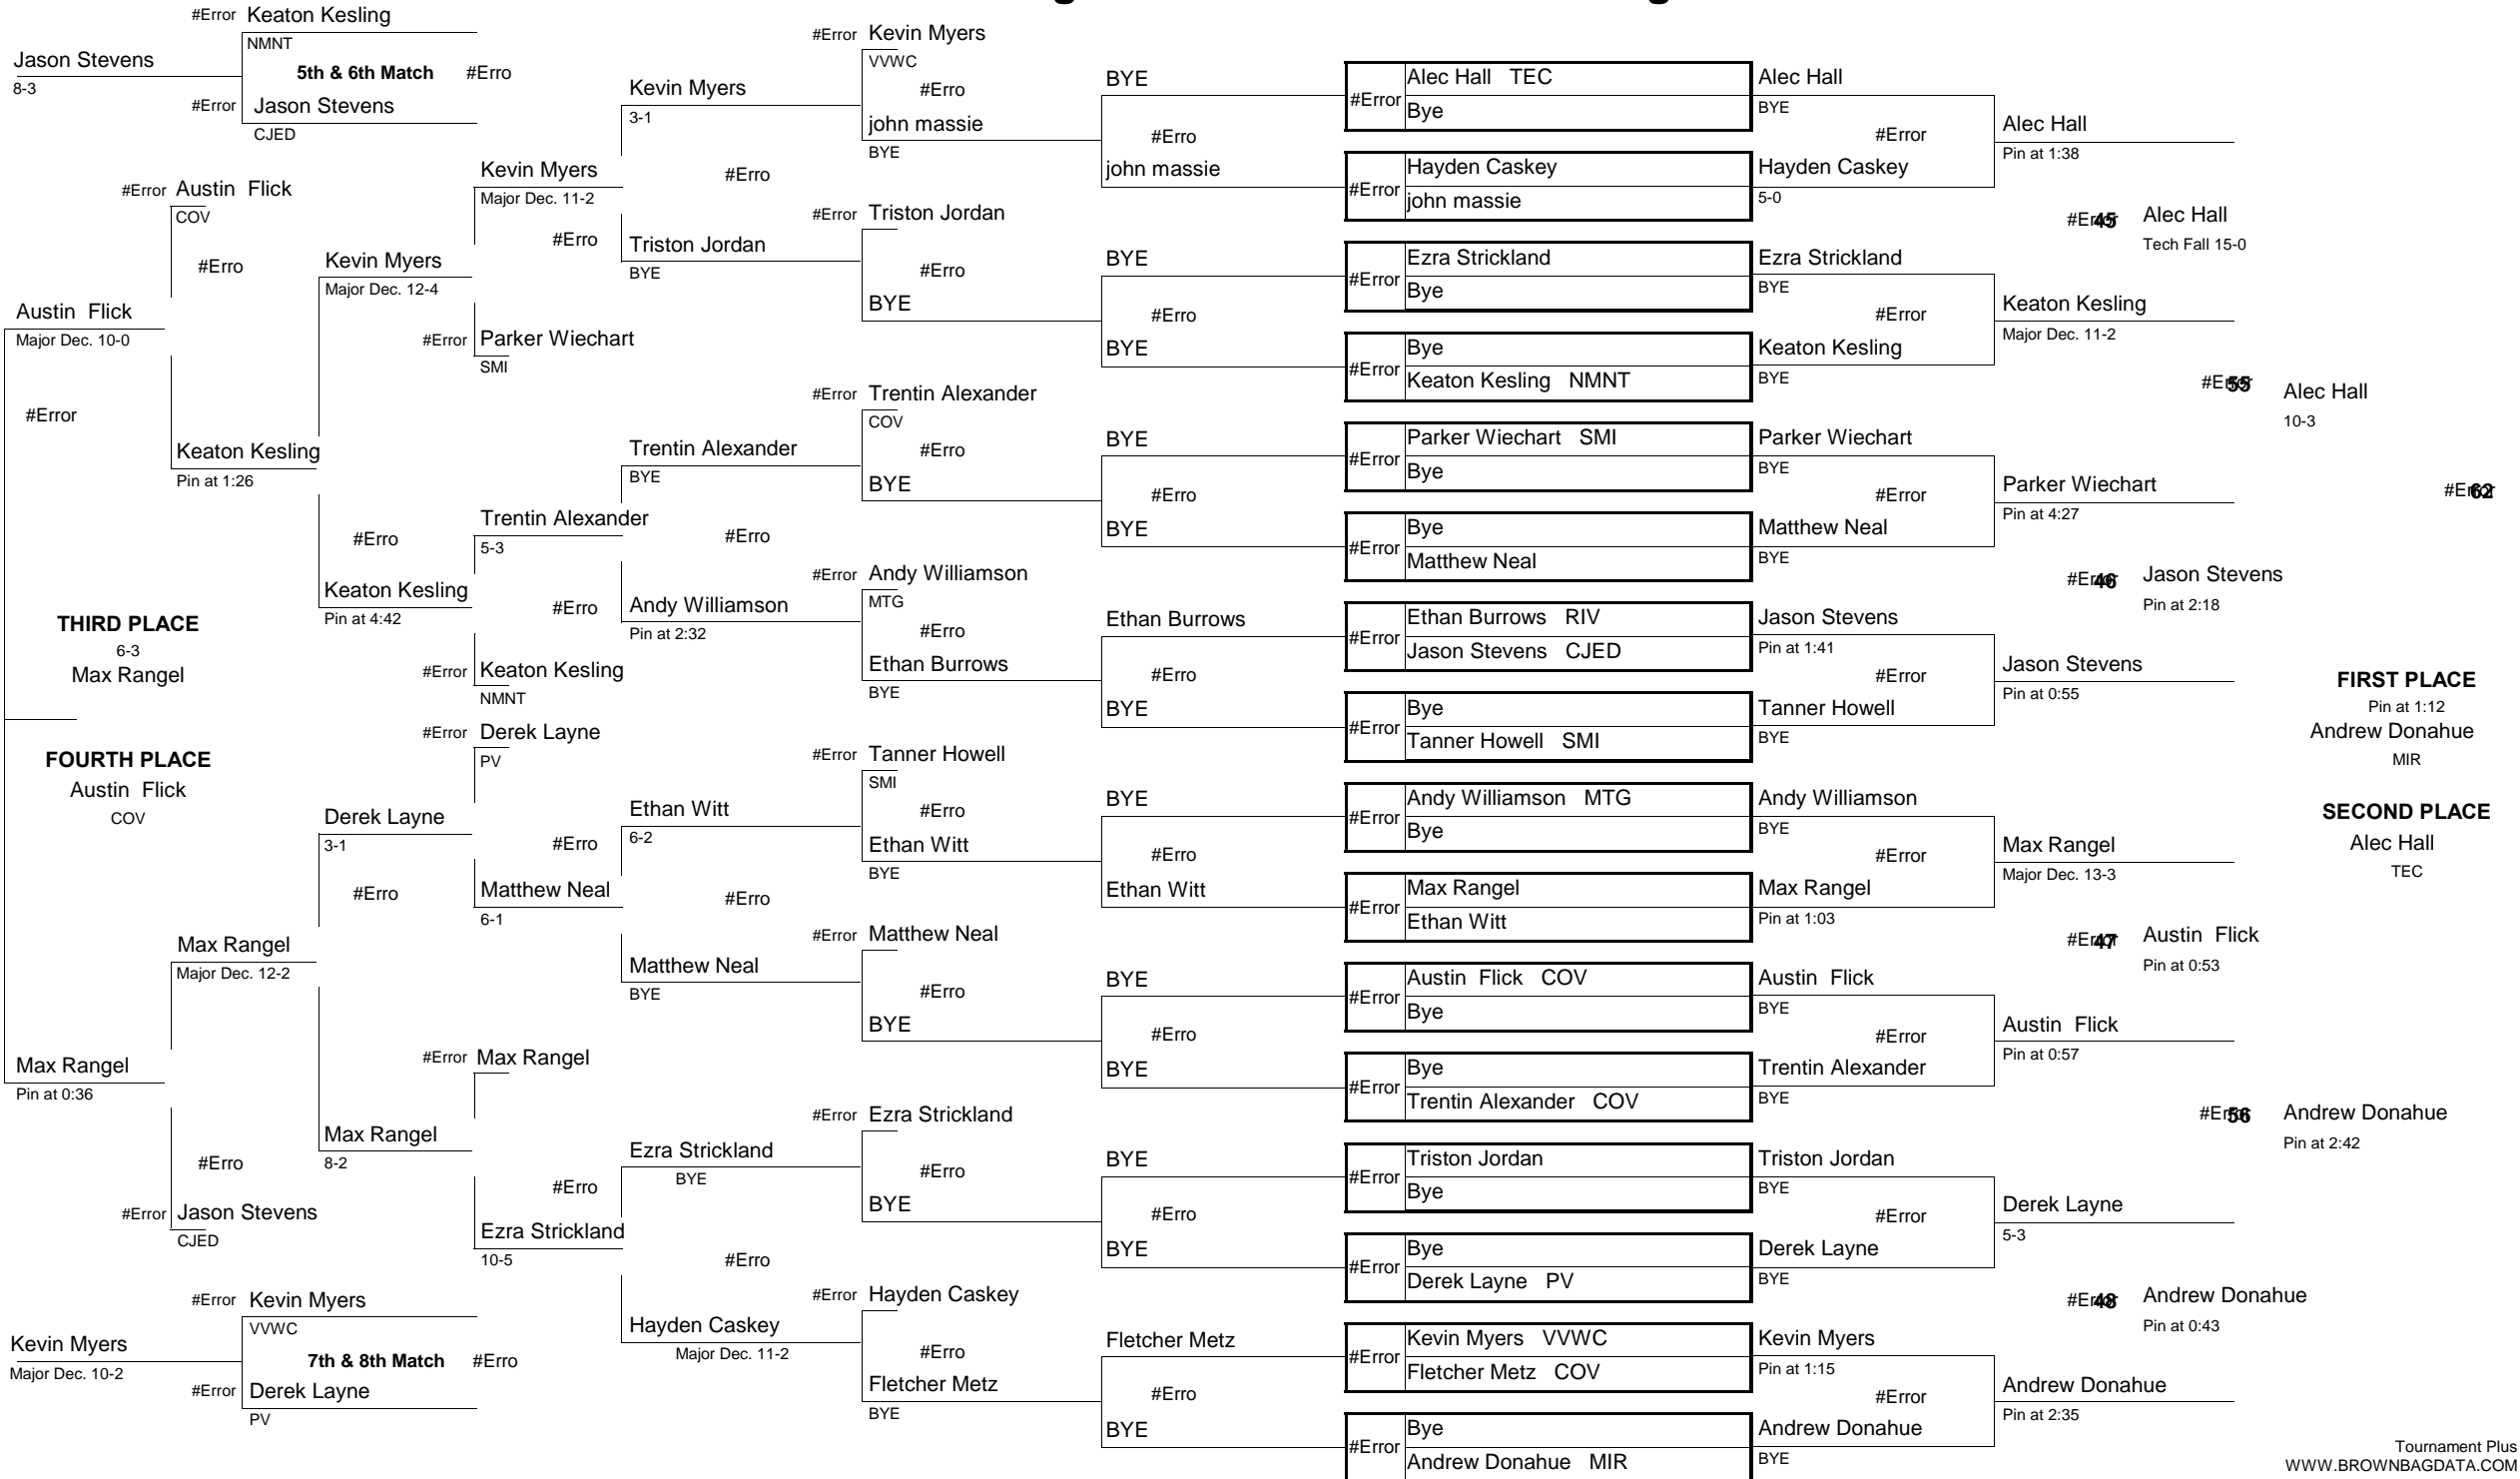 #Error Keaton Kesling
NMNT
Jason Stevens
8-3
5th & 6th Match #Erro
#Error Jason Stevens
CJED
#Error Austin Flick
COV
#Erro
Austin Flick
Major Dec. 10-0
#Error
Keaton Kesling
Pin at 1:26
THIRD PLACE
6-3
Max Rangel
FOURTH PLACE
Austin Flick
COV
Max Rangel
Major Dec. 12-2
Max Rangel
Pin at 0:36
#Erro
#Error Jason Stevens
CJED
#Error Kevin Myers
VVWC
Kevin Myers
Major Dec. 10-2
7th & 8th Match #Erro
#Error Derek Layne
PV
Kevin Myers
Major Dec. 12-4
#Erro
Keaton Kesling
Pin at 4:42
Derek Layne
3-1
#Erro
Max Rangel
8-2
Kevin Myers
Major Dec. 11-2
#Erro
#Error Parker Wiechart
SMI
Trentin Alexander
5-3
#Erro
#Error Keaton Kesling
NMNT
#Error Derek Layne
PV
#Erro
Matthew Neal
6-1
#Error Max Rangel
#Erro
Ezra Strickland
10-5
Kevin Myers
3-1
#Erro
Triston Jordan
BYE
Trentin Alexander
BYE
#Erro
Andy Williamson
Pin at 2:32
Ethan Witt
6-2
#Erro
Matthew Neal
BYE
Ezra Strickland
BYE
#Erro
Hayden Caskey
Major Dec. 11-2
#Error Kevin Myers
VVWC
#Erro
john massie
BYE
#Error Triston Jordan
#Erro
BYE
#Error Trentin Alexander
COV
#Erro
BYE
#Error Andy Williamson
MTG
#Erro
Ethan Burrows
BYE
#Error Tanner Howell
SMI
#Erro
Ethan Witt
BYE
#Error Matthew Neal
#Erro
BYE
#Error Ezra Strickland
#Erro
BYE
#Error Hayden Caskey
#Erro
Fletcher Metz
BYE
BYE
#Erro
john massie
BYE
#Erro
BYE
BYE
#Erro
BYE
Ethan Burrows
#Erro
BYE
BYE
#Erro
Ethan Witt
BYE
#Erro
BYE
BYE
#Erro
BYE
Fletcher Metz
#Erro
BYE
Alec Hall TEC
#Error
Bye
Hayden Caskey
#Error
john massie
Ezra Strickland
#Error
Bye
Bye
#Error
Keaton Kesling NMNT
Parker Wiechart SMI
#Error
Bye
Bye
#Error
Matthew Neal
Ethan Burrows RIV
#Error
Jason Stevens CJED
Bye
#Error
Tanner Howell SMI
Andy Williamson MTG
#Error
Bye
Max Rangel
#Error
Ethan Witt
Austin Flick COV
#Error
Bye
Bye
#Error
Trentin Alexander COV
Triston Jordan
#Error
Bye
Bye
#Error
Derek Layne PV
Kevin Myers VVWC
#Error
Fletcher Metz COV
Bye
#Error
Andrew Donahue MIR
Alec Hall
BYE
#Error
Hayden Caskey
5-0
Ezra Strickland
BYE
#Error
Keaton Kesling
BYE
Parker Wiechart
BYE
#Error
Matthew Neal
BYE
Jason Stevens
Pin at 1:41
#Error
Tanner Howell
BYE
Andy Williamson
BYE
#Error
Max Rangel
Pin at 1:03
Austin Flick
BYE
#Error
Trentin Alexander
BYE
Triston Jordan
BYE
#Error
Derek Layne
BYE
Kevin Myers
Pin at 1:15
#Error
Andrew Donahue
BYE
Alec Hall
Pin at 1:38
Keaton Kesling
Major Dec. 11-2
Parker Wiechart
Pin at 4:27
Jason Stevens
Pin at 0:55
Max Rangel
Major Dec. 13-3
Austin Flick
Pin at 0:57
Derek Layne
5-3
Andrew Donahue
Pin at 2:35
#Error 45 Alec Hall
Tech Fall 15-0
#Error 46 Jason Stevens
Pin at 2:18
#Error 47 Austin Flick
Pin at 0:53
#Error 48 Andrew Donahue
Pin at 0:43
#Error 55 Alec Hall
10-3
#Error 56 Andrew Donahue
Pin at 2:42
#Error 62
FIRST PLACE
Pin at 1:12
Andrew Donahue
MIR
SECOND PLACE
Alec Hall
TEC
Tournament Plus
WWW.BROWNBAGDATA.COM